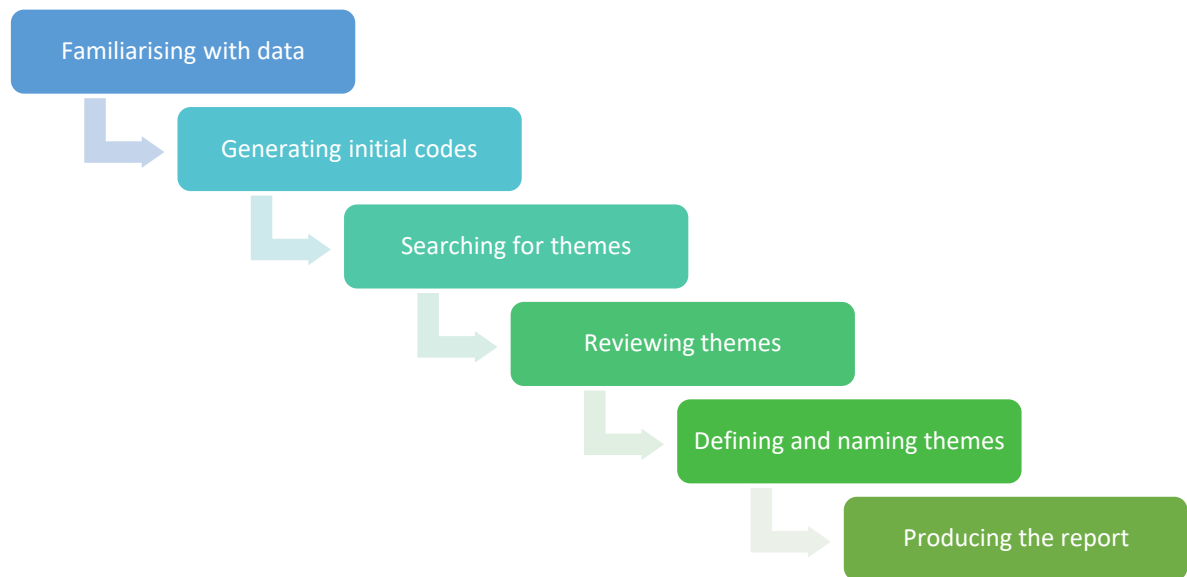 Familiarising with data
Generating initial codes
Searching for themes
Reviewing themes
Defining and naming themes
Producing the report